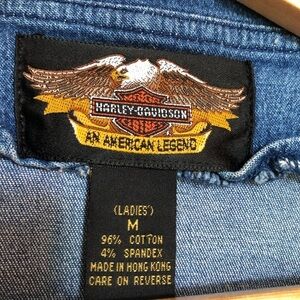 HARLEY-DAVIDSON
AN AMERICAN LEGEND
(LADIES')
M
96% COTTON
4% SPANDEX
MADE IN HONG KONG
CARE ON REVERSE